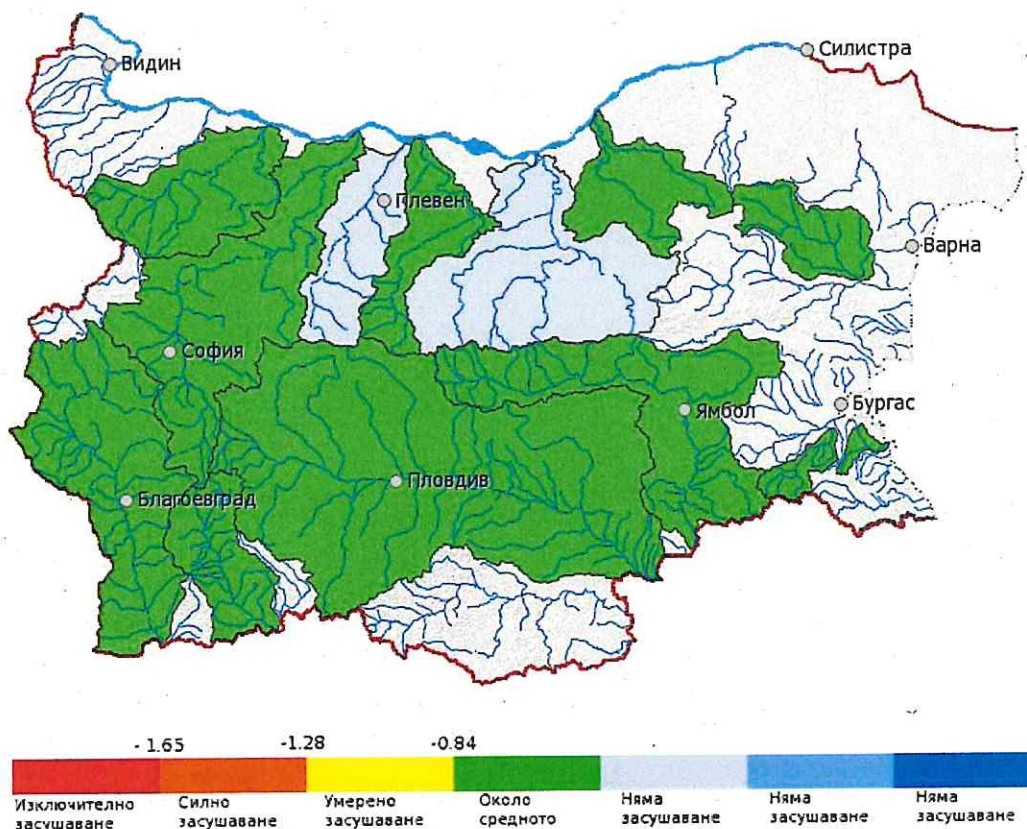 Видин
Силистра
Плевен
Варна
София
Ямбол
Бургас
Пловдив
Благоевград
- 1.65 -1.28 -0.84
Изключително засушаване
Силно засушаване
Умерено засушаване
Около средното
Няма засушаване
Няма засушаване
Няма засушаване